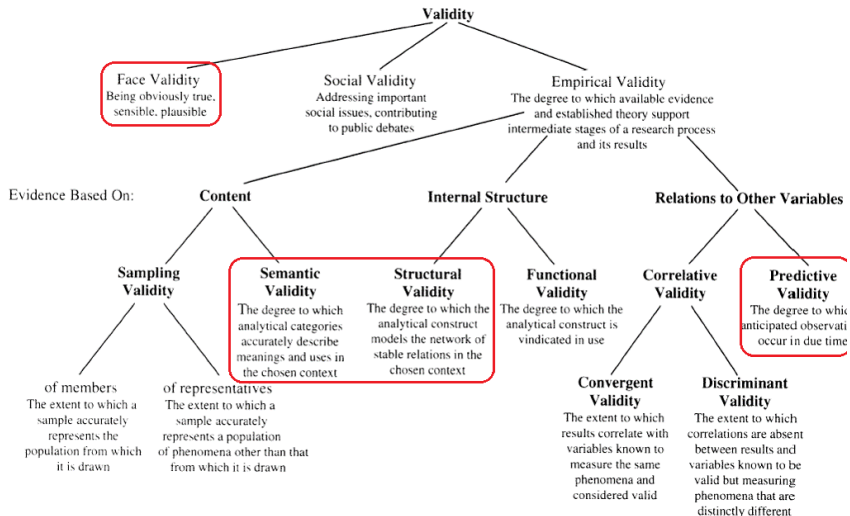 Validity
Face Validity
Being obviously true,
sensible, plausible
Social Validity
Addressing important
social issues, contributing
to public debates
Empirical Validity
The degree to which available evidence
and established theory support
intermediate stages of a research process
and its results
Evidence Based On:
Content
Internal Structure
Relations to Other Variables
Sampling
Validity
Semantic
Validity
The degree to which
analytical categories
accurately describe
meanings and uses in
the chosen context
Structural
Validity
The degree to which the
analytical construct
models the network of
stable relations in the
chosen context
Functional
Validity
The degree to which the
analytical construct is
vindicated in use
Correlative
Validity
Predictive
Validity
The degree to
anticipated
occur in due time
of members
The extent to which a
sample accurately
represents the
population from which
it is drawn
of representatives
The extent to which a
sample accurately
represents a population
of phenomena other than that
from which it is drawn
Convergent
Validity
The extent to which
results correlate with
variables known to
measure the same
phenomena and
considered valid
Discriminant
Validity
The extent to which
correlations are absent
between results and
variables known to be
valid but measuring
phenomena that are
distinctly different